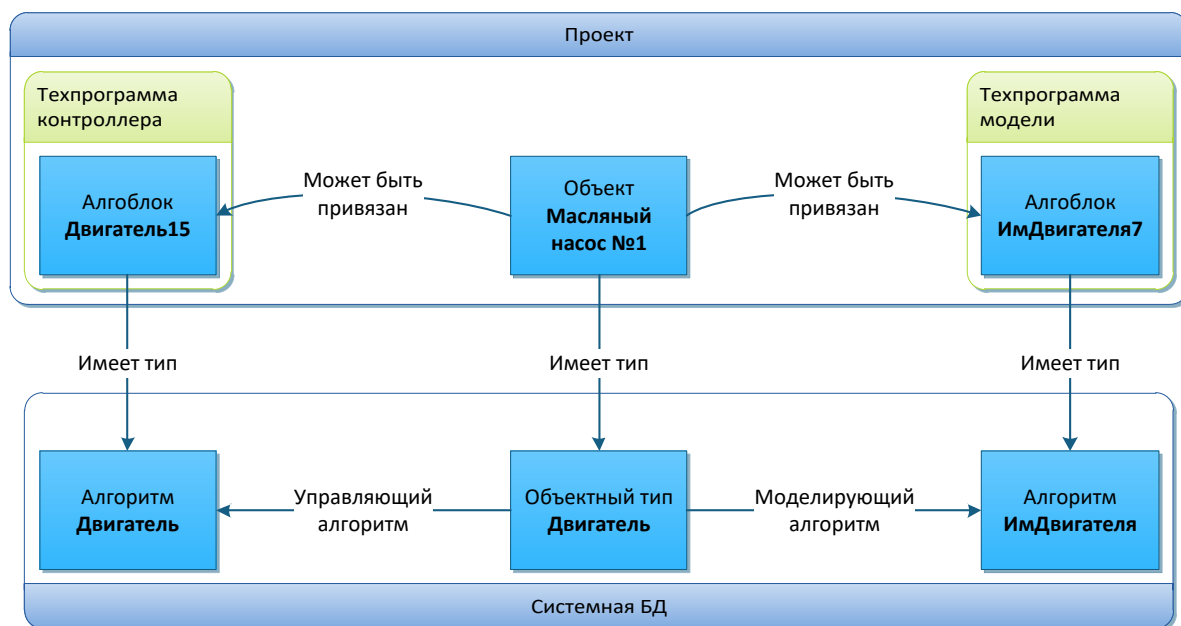 Проект
Техпрограмма
контроллера
Техпрограмма
модели
Алгоблок
Двигатель15
Может быть
привязан
Объект
Масляный
насос №1
Может быть
привязан
Алгоблок
ИмДвигателя7
Имеет тип
Имеет тип
Имеет тип
Алгоритм
Двигатель
Управляющий
алгоритм
Объектный тип
Двигатель
Моделирующий
алгоритм
Алгоритм
ИмДвигателя
Системная БД